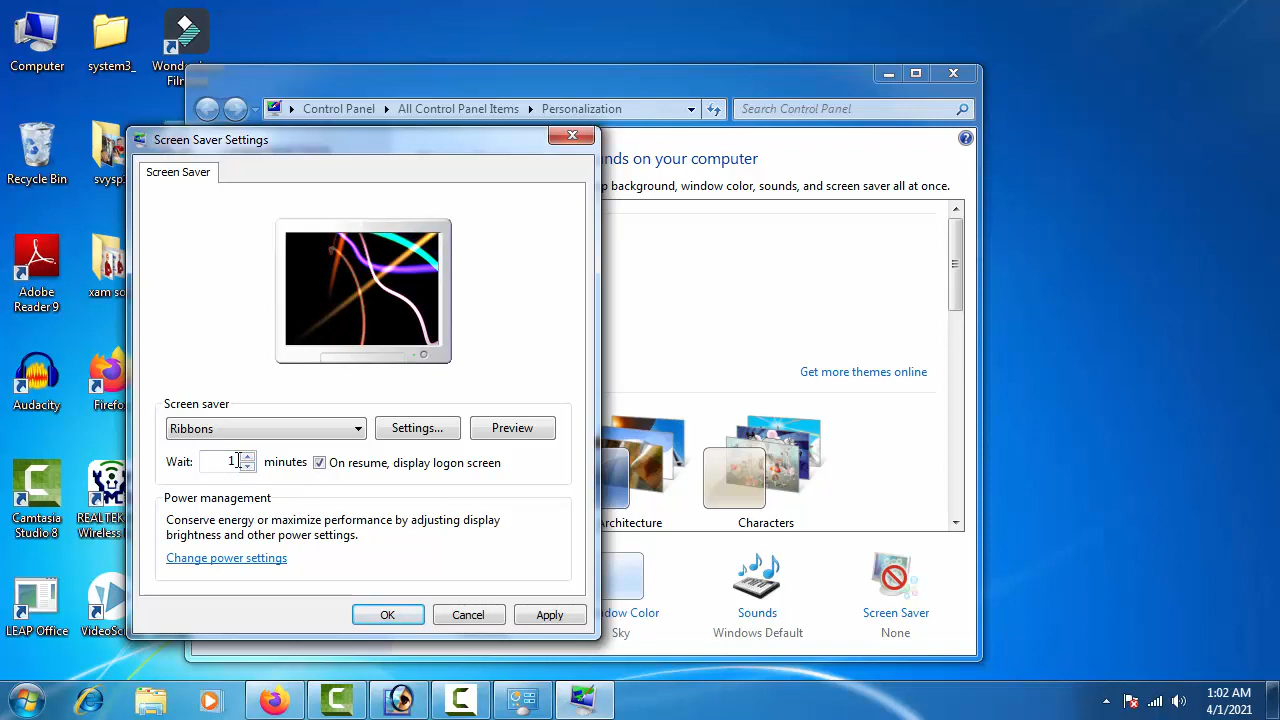 Computer
system3_
Wond
Film
Recycle Bin
svysp
Adobe
Reader 9
xam so
Audacity
Firefox
Camtasia
Studio 8
REALTEK
Wireless
LEAP Office
VideoScr
Control Panel
All Control Panel Items
Personalization
Search Control Panel
Screen Saver Settings
Screen Saver
nds on your computer
p background, window color, sounds, and screen saver all at once.
Get more themes online
Architecture
Characters
dow Color
Sky
Sounds
Windows Default
Screen Saver
None
Screen saver
Ribbons
Settings...
Preview
Wait:
1
minutes
On resume, display logon screen
Power management
Conserve energy or maximize performance by adjusting display
brightness and other power settings.
Change power settings
OK
Cancel
Apply
1:02 AM
4/1/2021